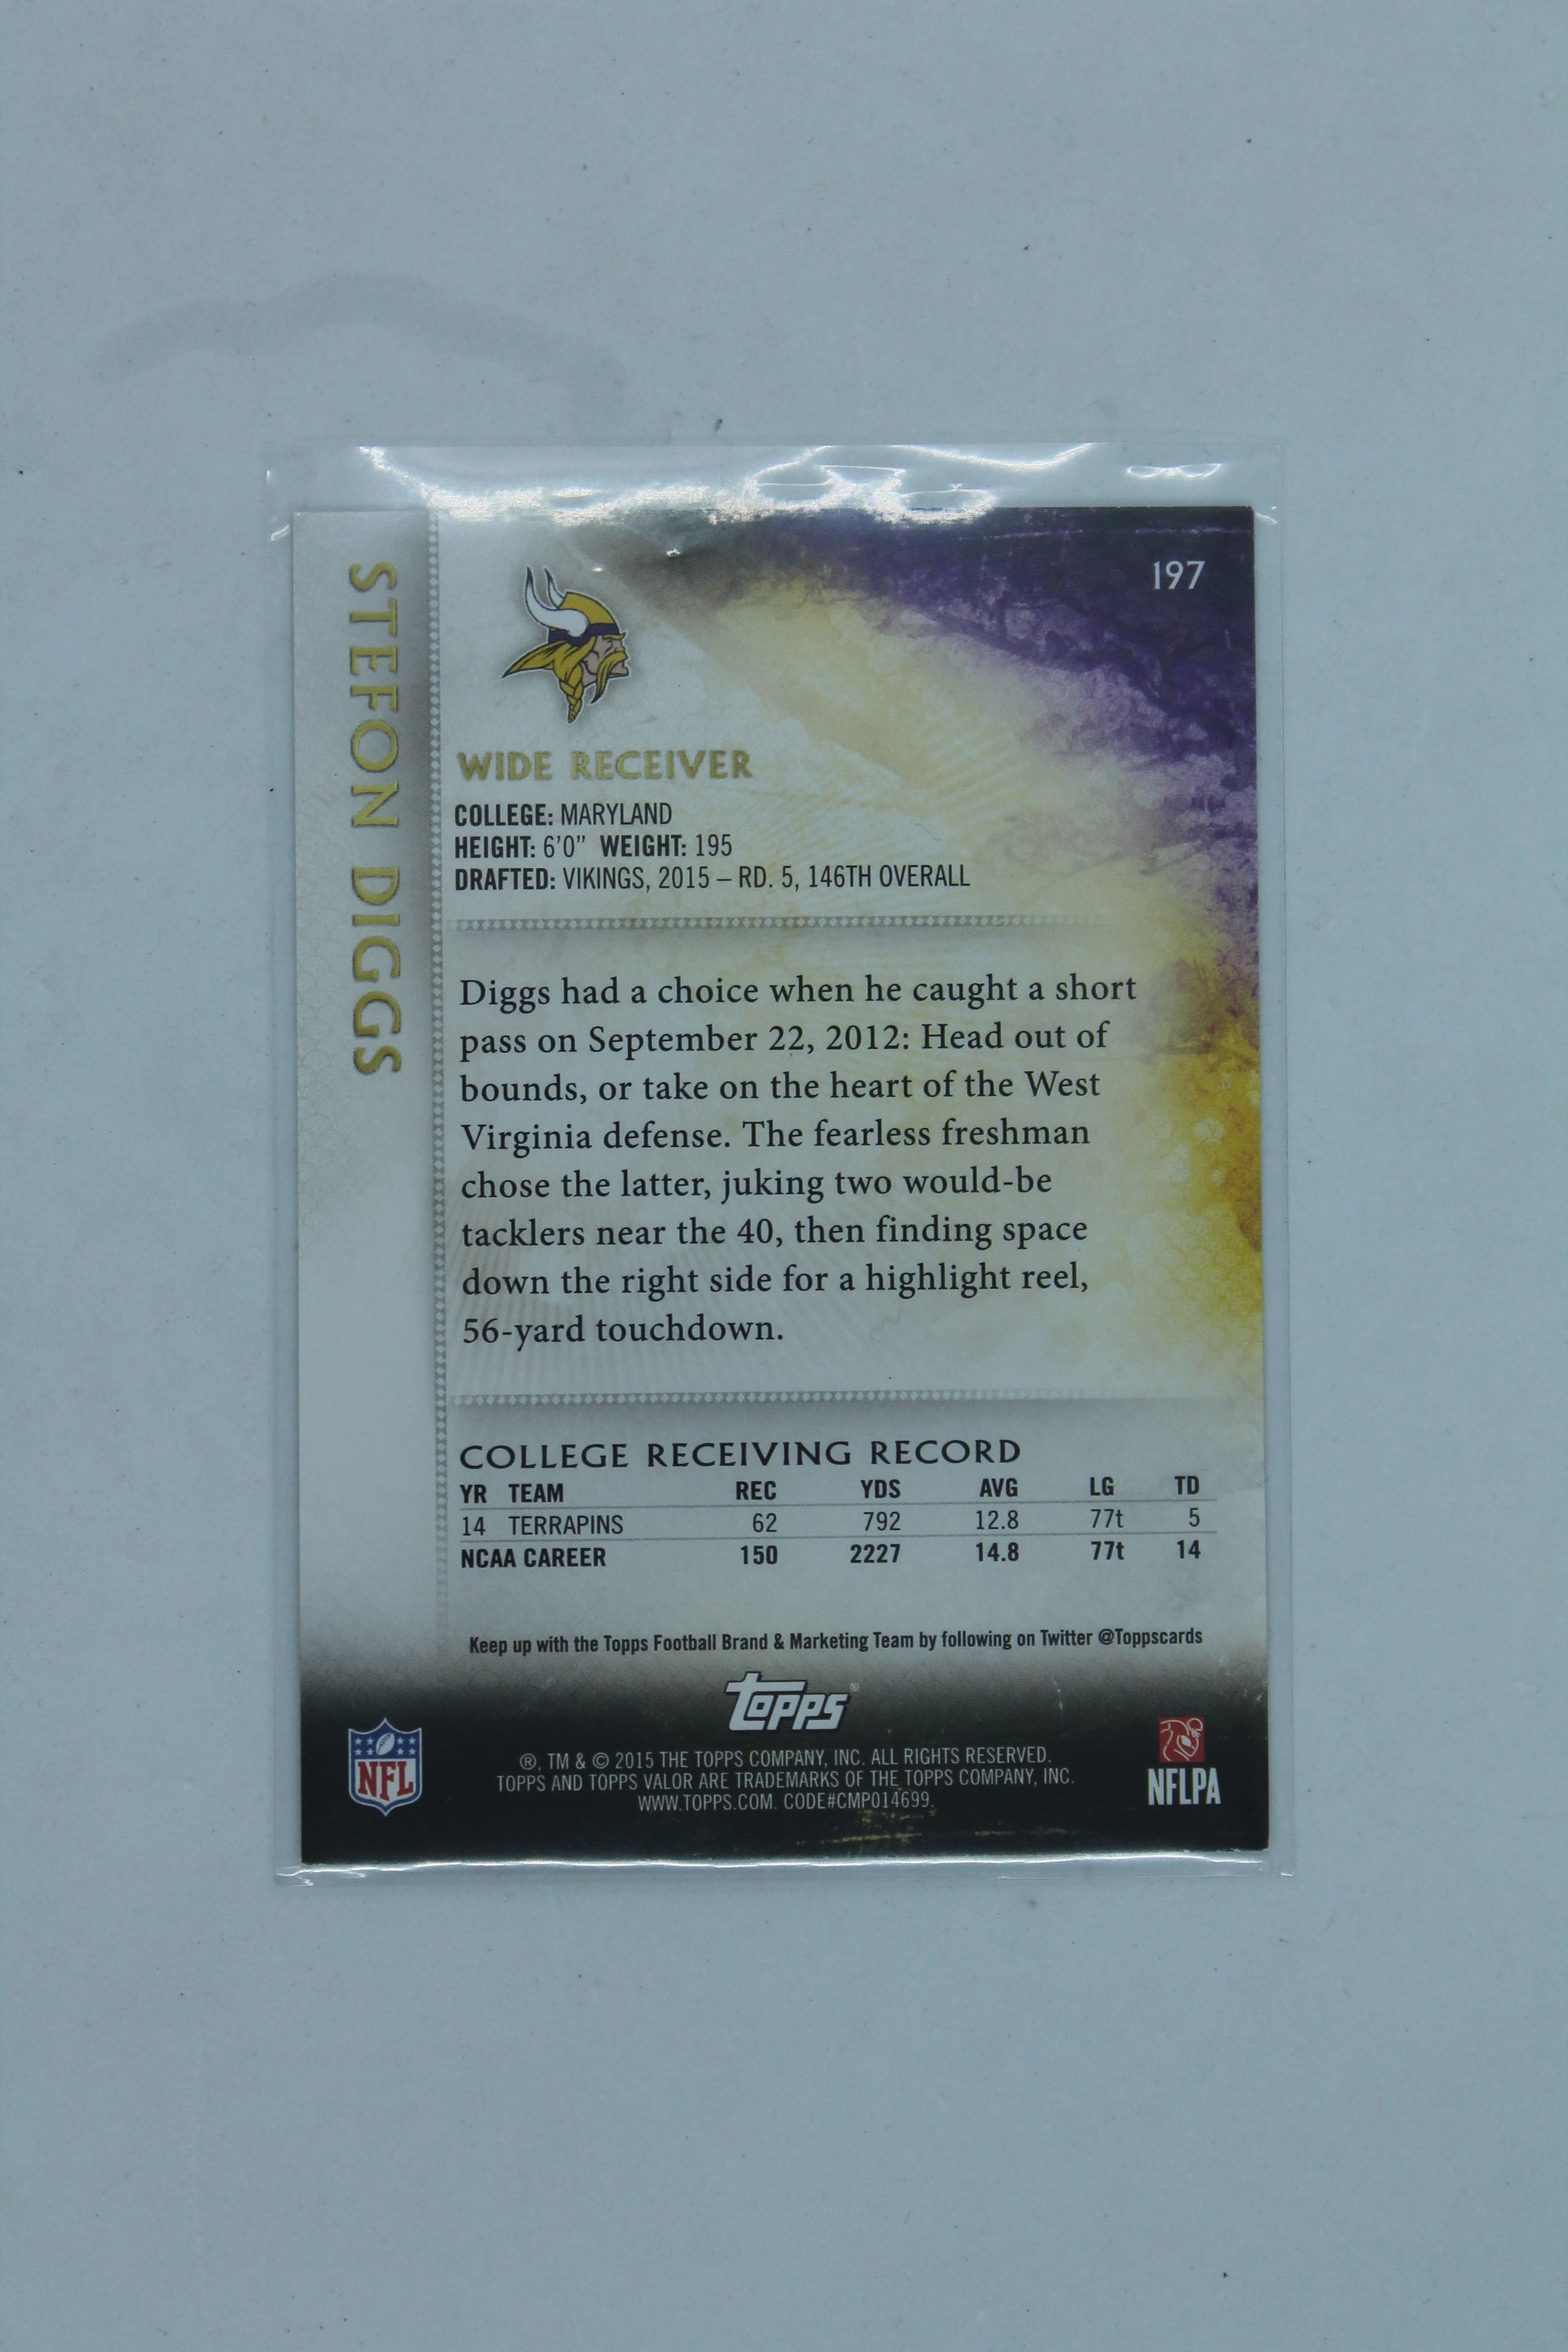 STEFON DIGGS
197
WIDE RECEIVER
COLLEGE: MARYLAND
HEIGHT: 6'0" WEIGHT: 195
DRAFTED: VIKINGS, 2015 – RD. 5, 146TH OVERALL
Diggs had a choice when he caught a short
pass on September 22, 2012: Head out of
bounds, or take on the heart of the West
Virginia defense. The fearless freshman
chose the latter, juking two would-be
tacklers near the 40, then finding space
down the right side for a highlight reel,
56-yard touchdown.
COLLEGE RECEIVING RECORD
YR TEAM REC YDS AVG LG TD
14 TERRAPINS 62 792 12.8 77t 5
NCAA CAREER 150 2227 14.8 77t 14
Keep up with the Topps Football Brand & Marketing Team by following on Twitter @Toppscards
topps®
NFL
®, TM & © 2015 THE TOPPS COMPANY, INC. ALL RIGHTS RESERVED.
TOPPS AND TOPPS VALOR ARE TRADEMARKS OF THE TOPPS COMPANY, INC.
WWW.TOPPS.COM. CODE#CMP014699.
NFLPA